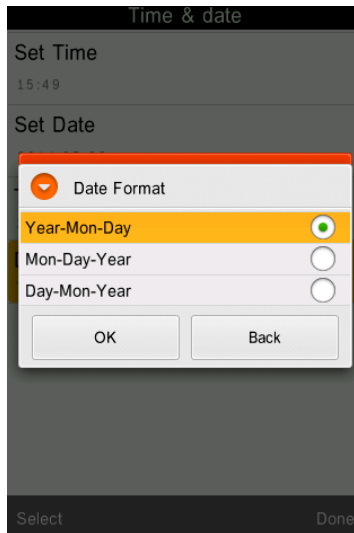 Time & date
Set Time
15:49
Set Date
Date Format
Year-Mon-Day
Mon-Day-Year
Day-Mon-Year
OK
Back
Select
Done